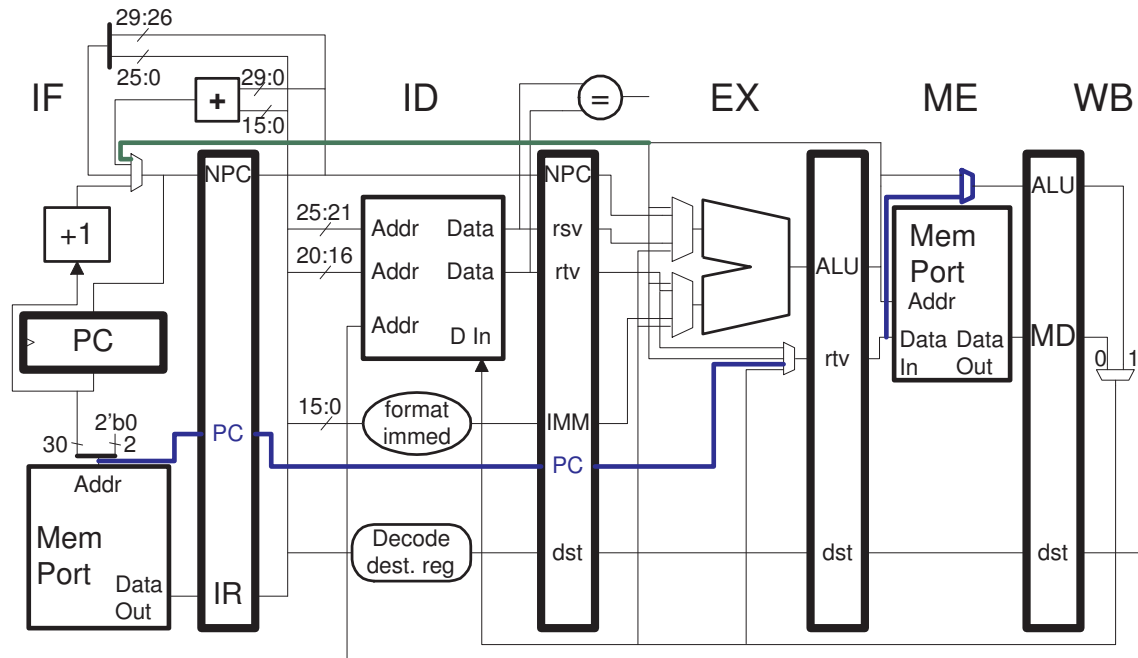 29:26
25:0
IF
ID
EX
ME
WB
+
29:0
15:0
=
NPC
NPC
ALU
+1
25:21
Addr
Data
rsv
20:16
Addr
Data
rtv
ALU
Mem
Port
Addr
PC
Addr
D In
rtv
Data
In
Data
Out
MD
0
1
15:0
format
immed
IMM
30
2'b0
2
PC
PC
Addr
Mem
Port
Data
Out
IR
Decode
dest. reg
dst
dst
dst